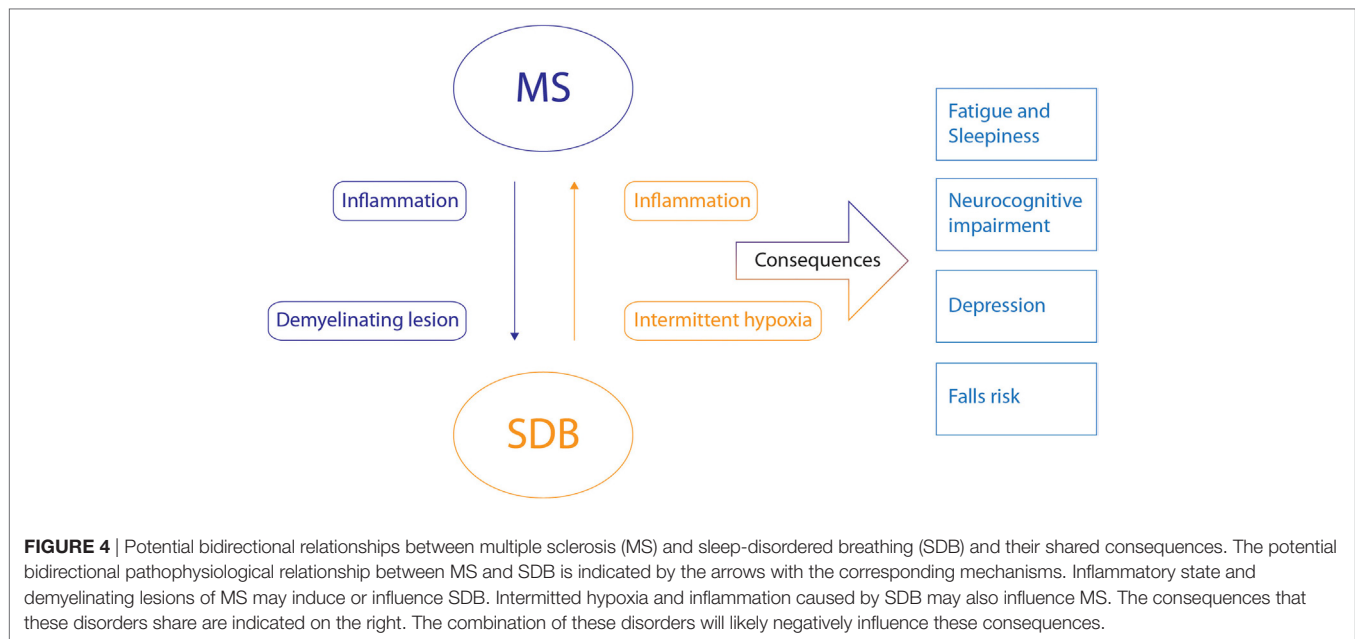 MS
Inflammation
Inflammation
Demyelinating lesion
Intermittent hypoxia
SDB
Consequences
Fatigue and
Sleepiness
Neurocognitive
impairment
Depression
Falls risk
FIGURE 4 | Potential bidirectional relationships between multiple sclerosis (MS) and sleep-disordered breathing (SDB) and their shared consequences. The potential
bidirectional pathophysiological relationship between MS and SDB is indicated by the arrows with the corresponding mechanisms. Inflammatory state and
demyelinating lesions of MS may induce or influence SDB. Intermitted hypoxia and inflammation caused by SDB may also influence MS. The consequences that
these disorders share are indicated on the right. The combination of these disorders will likely negatively influence these consequences.